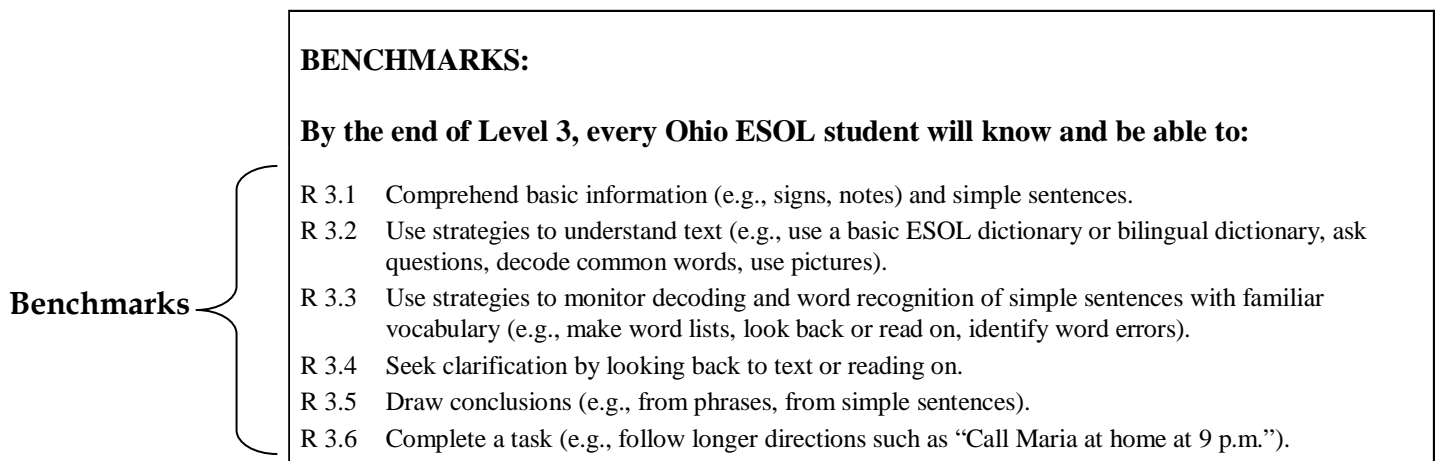 BENCHMARKS:
By the end of Level 3, every Ohio ESOL student will know and be able to:
R 3.1 Comprehend basic information (e.g., signs, notes) and simple sentences.
R 3.2 Use strategies to understand text (e.g., use a basic ESOL dictionary or bilingual dictionary, ask
questions, decode common words, use pictures).
Benchmarks
R 3.3 Use strategies to monitor decoding and word recognition of simple sentences with familiar
vocabulary (e.g., make word lists, look back or read on, identify word errors).
R 3.4 Seek clarification by looking back to text or reading on.
R 3.5 Draw conclusions (e.g., from phrases, from simple sentences).
R 3.6 Complete a task (e.g., follow longer directions such as “Call Maria at home at 9 p.m.”).